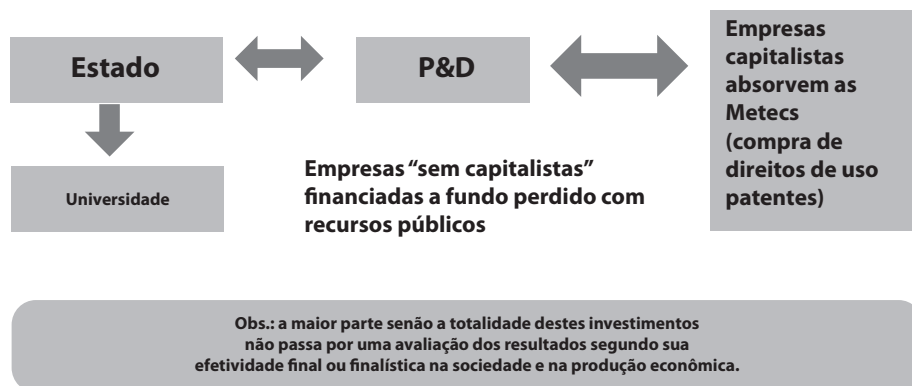 Estado
P&D
Empresas
capitalistas
absorvem as
Metecs
(compra de
direitos de uso
patentes)
Universidade
Empresas “sem capitalistas”
financiadas a fundo perdido com
recursos públicos
Obs.: a maior parte senão a totalidade destes investimentos
não passa por uma avaliação dos resultados segundo sua
efetividade final ou finalística na sociedade e na produção econômica.